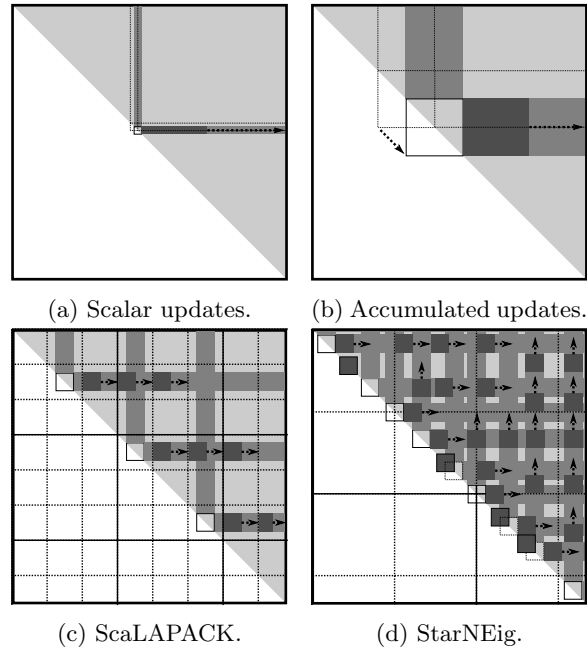 (a) Scalar updates.
(b) Accumulated updates.
(c) ScaLAPACK.
(d) StarNEig.